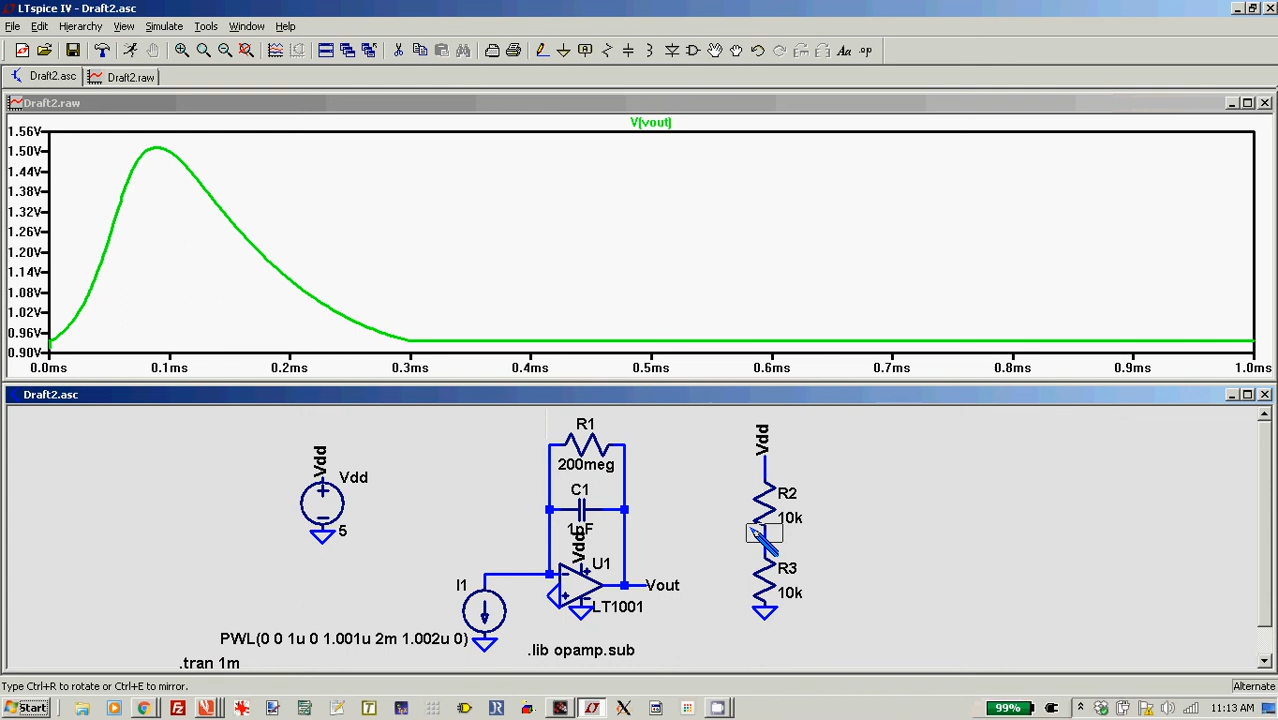 LTspice IV - Draft2.asc
File Edit Hierarchy View Simulate Tools Window Help
Draft2.asc Draft2.raw
Draft2.raw
V(vout)
1.56V
1.50V
1.44V
1.38V
1.32V
1.26V
1.20V
1.14V
1.08V
1.02V
0.96V
0.90V
0.0ms 0.1ms 0.2ms 0.3ms 0.4ms 0.5ms 0.6ms 0.7ms 0.8ms 0.9ms 1.0ms
Draft2.asc
R1
200meg
C1
1pF
Vdd
Vdd
5
Vdd
U1
LT1001
Vout
I1
PWL(0 0 1u 0 1.001u 2m 1.002u 0)
.tran 1m
.lib opamp.sub
Vdd
R2
10k
R3
10k
Type Ctrl+R to rotate or Ctrl+E to mirror.
Alternate
Start
99%
11:13 AM